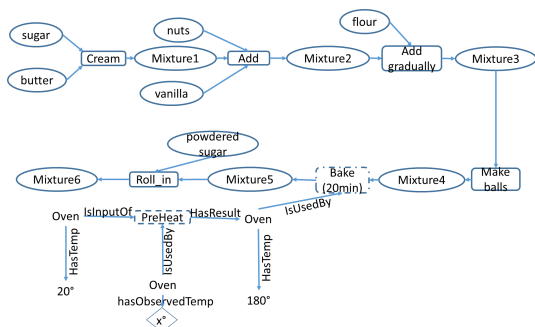 sugar
butter
Cream
Mixture1
nuts
vanilla
Add
Mixture2
flour
Add
gradually
Mixture3
Make
balls
Mixture4
Bake
(20min)
Mixture5
powdered
sugar
Roll_in
Mixture6
Oven
IsInputOf
PreHeat
HasResult
Oven
IsUsedBy
HasTemp
20°
IsUsedBy
Oven
hasObservedTemp
x°
HasTemp
180°